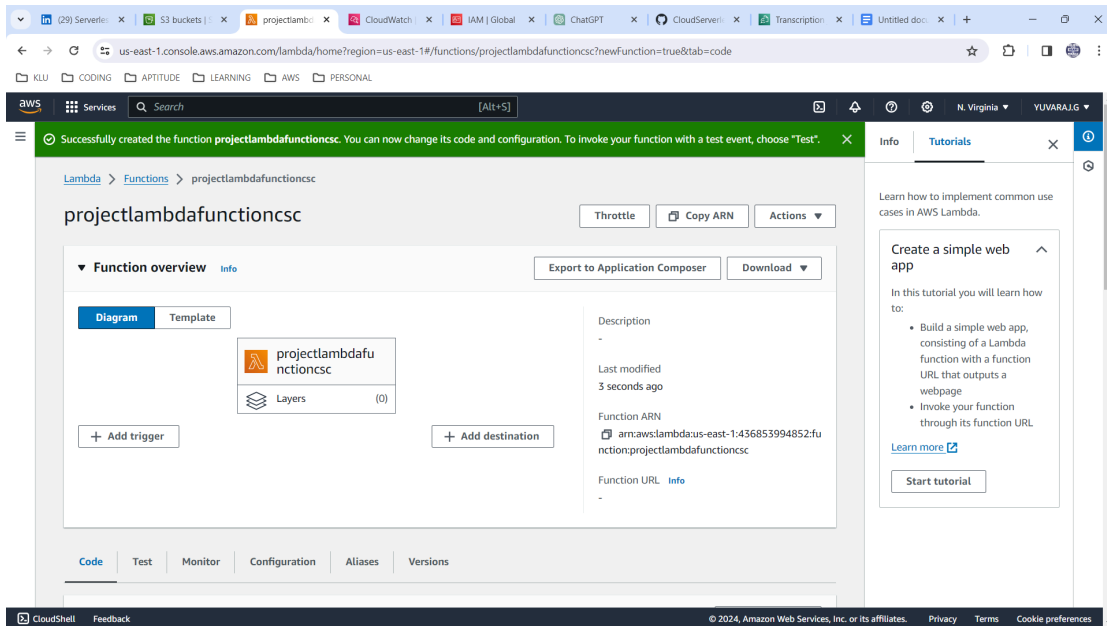 (29) Serverles
S3 buckets | S
projectlambd
CloudWatch |
IAM | Global
ChatGPT
CloudServerle
Transcription
Untitled doc
us-east-1.console.aws.amazon.com/lambda/home?region=us-east-1#/functions/projectlambdafunctioncsc?newFunction=true&tab=code
KLU
CODING
APTITUDE
LEARNING
AWS
PERSONAL
aws
Services
Search
[Alt+S]
N. Virginia
YUVARAJ.G
Successfully created the function projectlambdafunctioncsc. You can now change its code and configuration. To invoke your function with a test event, choose "Test".
Lambda > Functions > projectlambdafunctioncsc
projectlambdafunctioncsc
Throttle
Copy ARN
Actions
Function overview Info
Export to Application Composer
Download
Diagram
Template
projectlambdafu
nctioncsc
Layers (0)
+ Add trigger
+ Add destination
Description
-
Last modified
3 seconds ago
Function ARN
arn:aws:lambda:us-east-1:436853994852:fu
nction:projectlambdafunctioncsc
Function URL Info
-
Code
Test
Monitor
Configuration
Aliases
Versions
Info
Tutorials
Learn how to implement common use
cases in AWS Lambda.
Create a simple web
app
In this tutorial you will learn how
to:
• Build a simple web app,
consisting of a Lambda
function with a function
URL that outputs a
webpage
• Invoke your function
through its function URL
Learn more
Start tutorial
CloudShell
Feedback
© 2024, Amazon Web Services, Inc. or its affiliates.
Privacy
Terms
Cookie preferences